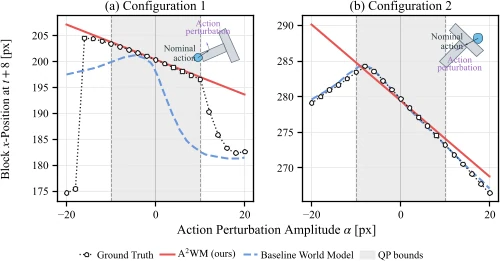 (a) Configuration 1
(b) Configuration 2
Block x-Position at t + 8 [px]
205
200
195
190
185
180
175
−20
−10
0
10
20
Action
perturbation
Nominal
action
290
285
280
275
270
−20
−10
0
10
20
Nominal
action
Action
perturbation
Action Perturbation Amplitude α [px]
Ground Truth
A²WM (ours)
Baseline World Model
QP bounds